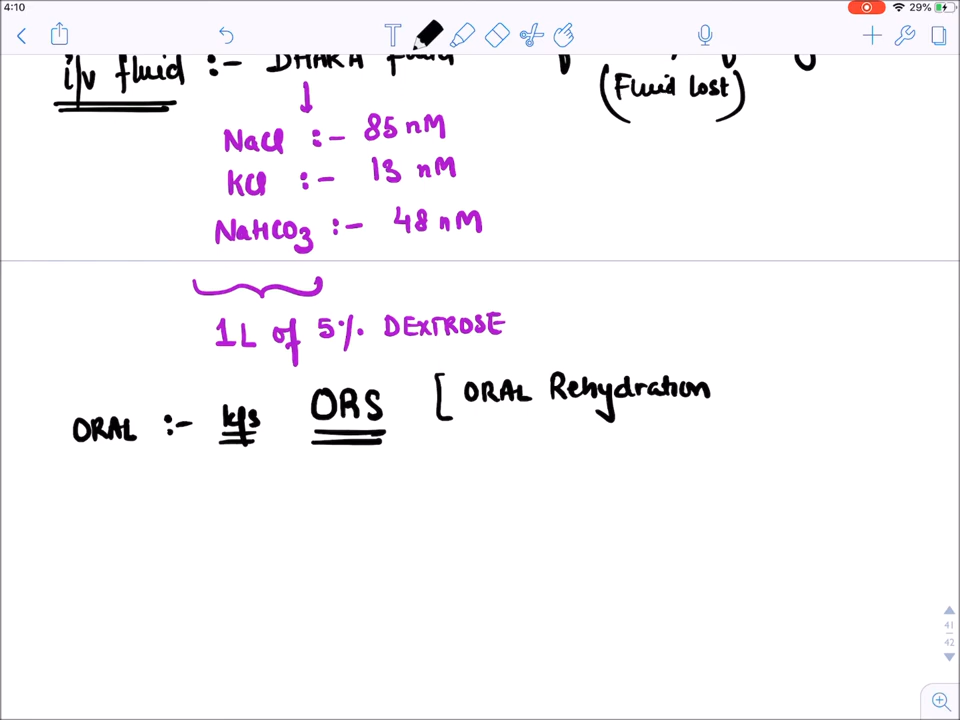 4:10
29%
i/v fluid :- DHAKA fluid
(Fluid lost)
NaCl :- 85 nM
KCl :- 13 nM
NaHCO3 :- 48 nM
1L of 5% DEXTROSE
ORAL :- ORS [ORAL Rehydration
41
42